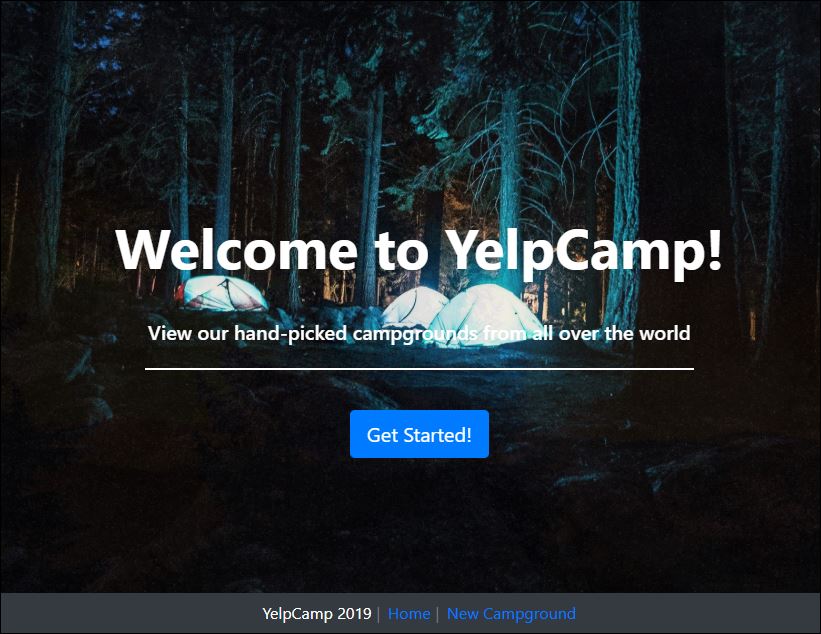 Welcome to YelpCamp!
View our hand-picked campgrounds from all over the world
Get Started!
YelpCamp 2019 | Home | New Campground